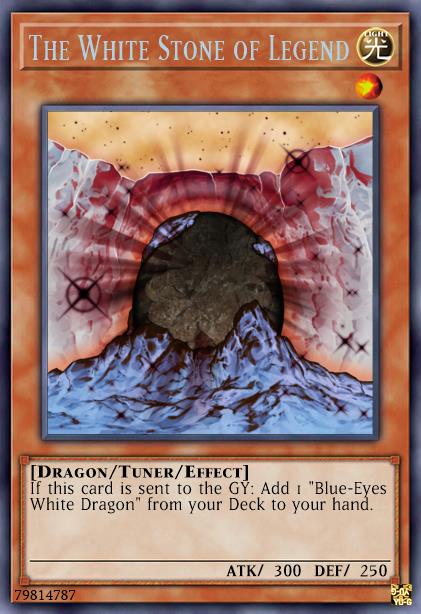 The White Stone of Legend
LIGHT
光
[Dragon/Tuner/Effect]
If this card is sent to the GY: Add 1 "Blue-Eyes
White Dragon" from your Deck to your hand.
ATK/ 300 DEF/ 250
79814787